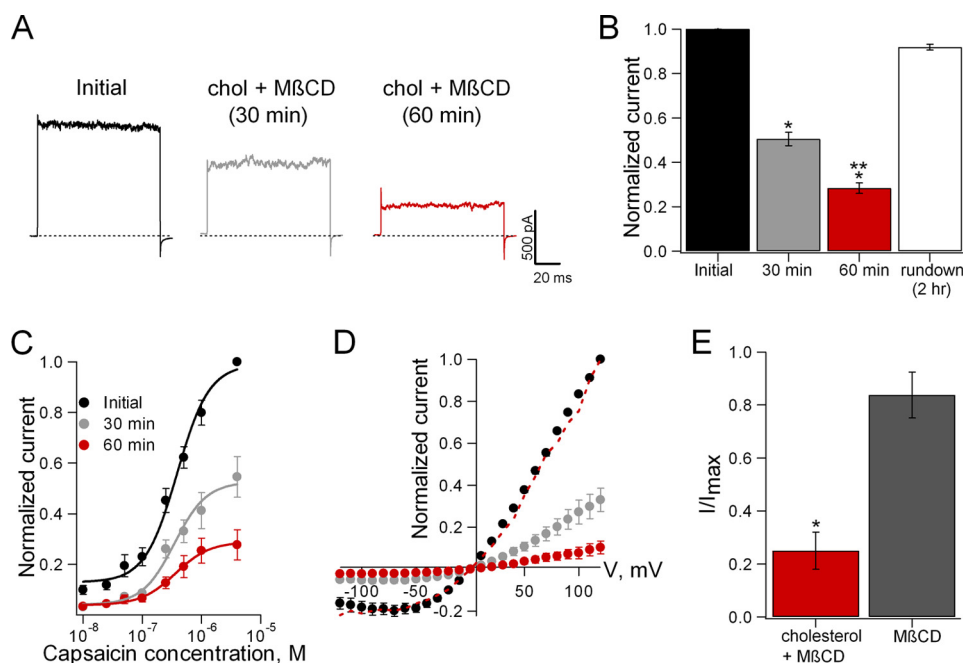 A
Initial
chol + MßCD
(30 min)
chol + MßCD
(60 min)
500 pA
20 ms
B
Normalized current
1.0
0.8
0.6
0.4
0.2
0.0
*
**
*
Initial
30 min
60 min
rundown
(2 hr)
C
Normalized current
1.0
0.8
0.6
0.4
0.2
0.0
Initial
30 min
60 min
10-8
10-7
10-6
10-5
Capsaicin concentration, M
D
Normalized current
1.0
0.8
0.6
0.4
0.2
-0.2
-100
-50
50
100
V, mV
E
I/Imax
1.0
0.8
0.6
0.4
0.2
0.0
*
cholesterol
+ MßCD
MßCD